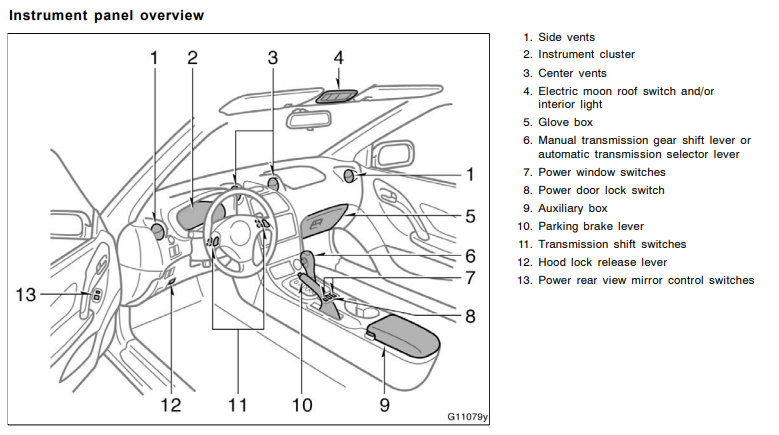 Instrument panel overview
1 2 3 4
1
5
6
7
8
13
12 11 10 9
G11079y
1. Side vents
2. Instrument cluster
3. Center vents
4. Electric moon roof switch and/or
interior light
5. Glove box
6. Manual transmission gear shift lever or
automatic transmission selector lever
7. Power window switches
8. Power door lock switch
9. Auxiliary box
10. Parking brake lever
11. Transmission shift switches
12. Hood lock release lever
13. Power rear view mirror control switches